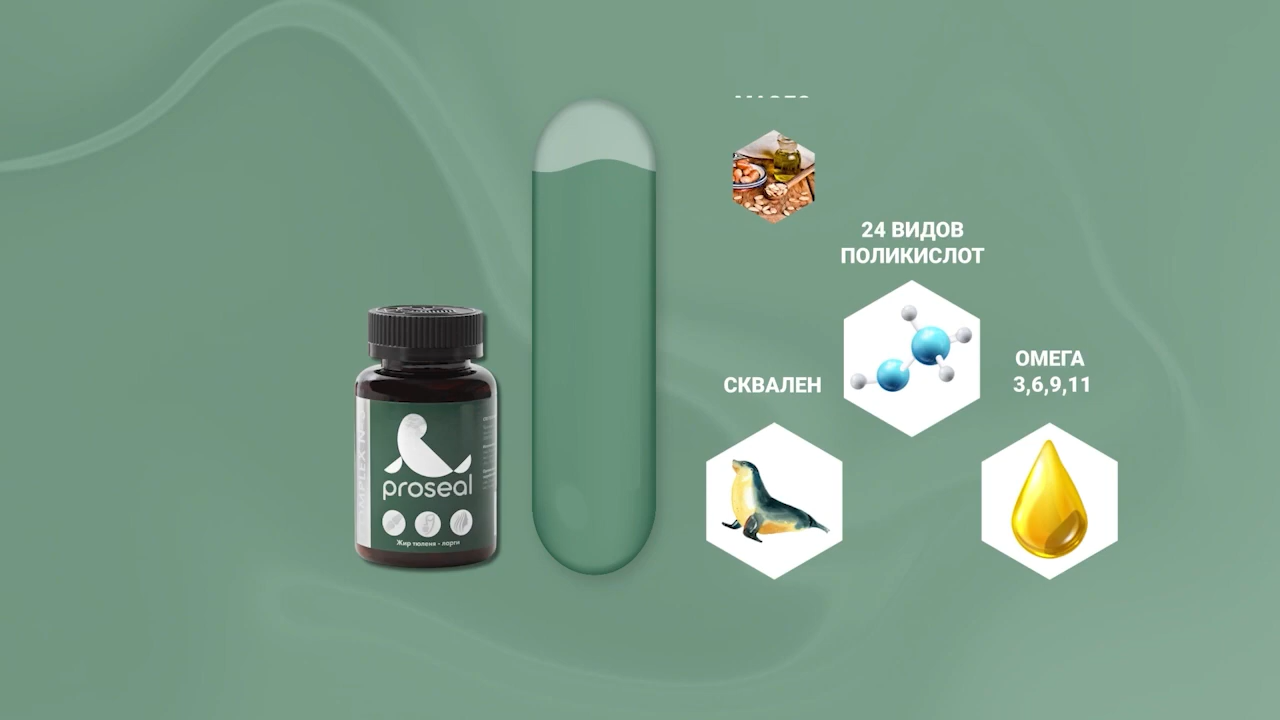 24 ВИДОВ
ПОЛИКИСЛОТ
ОМЕГА
3,6,9,11
СКВАЛЕН
proseal
Жир тюленя - ларги